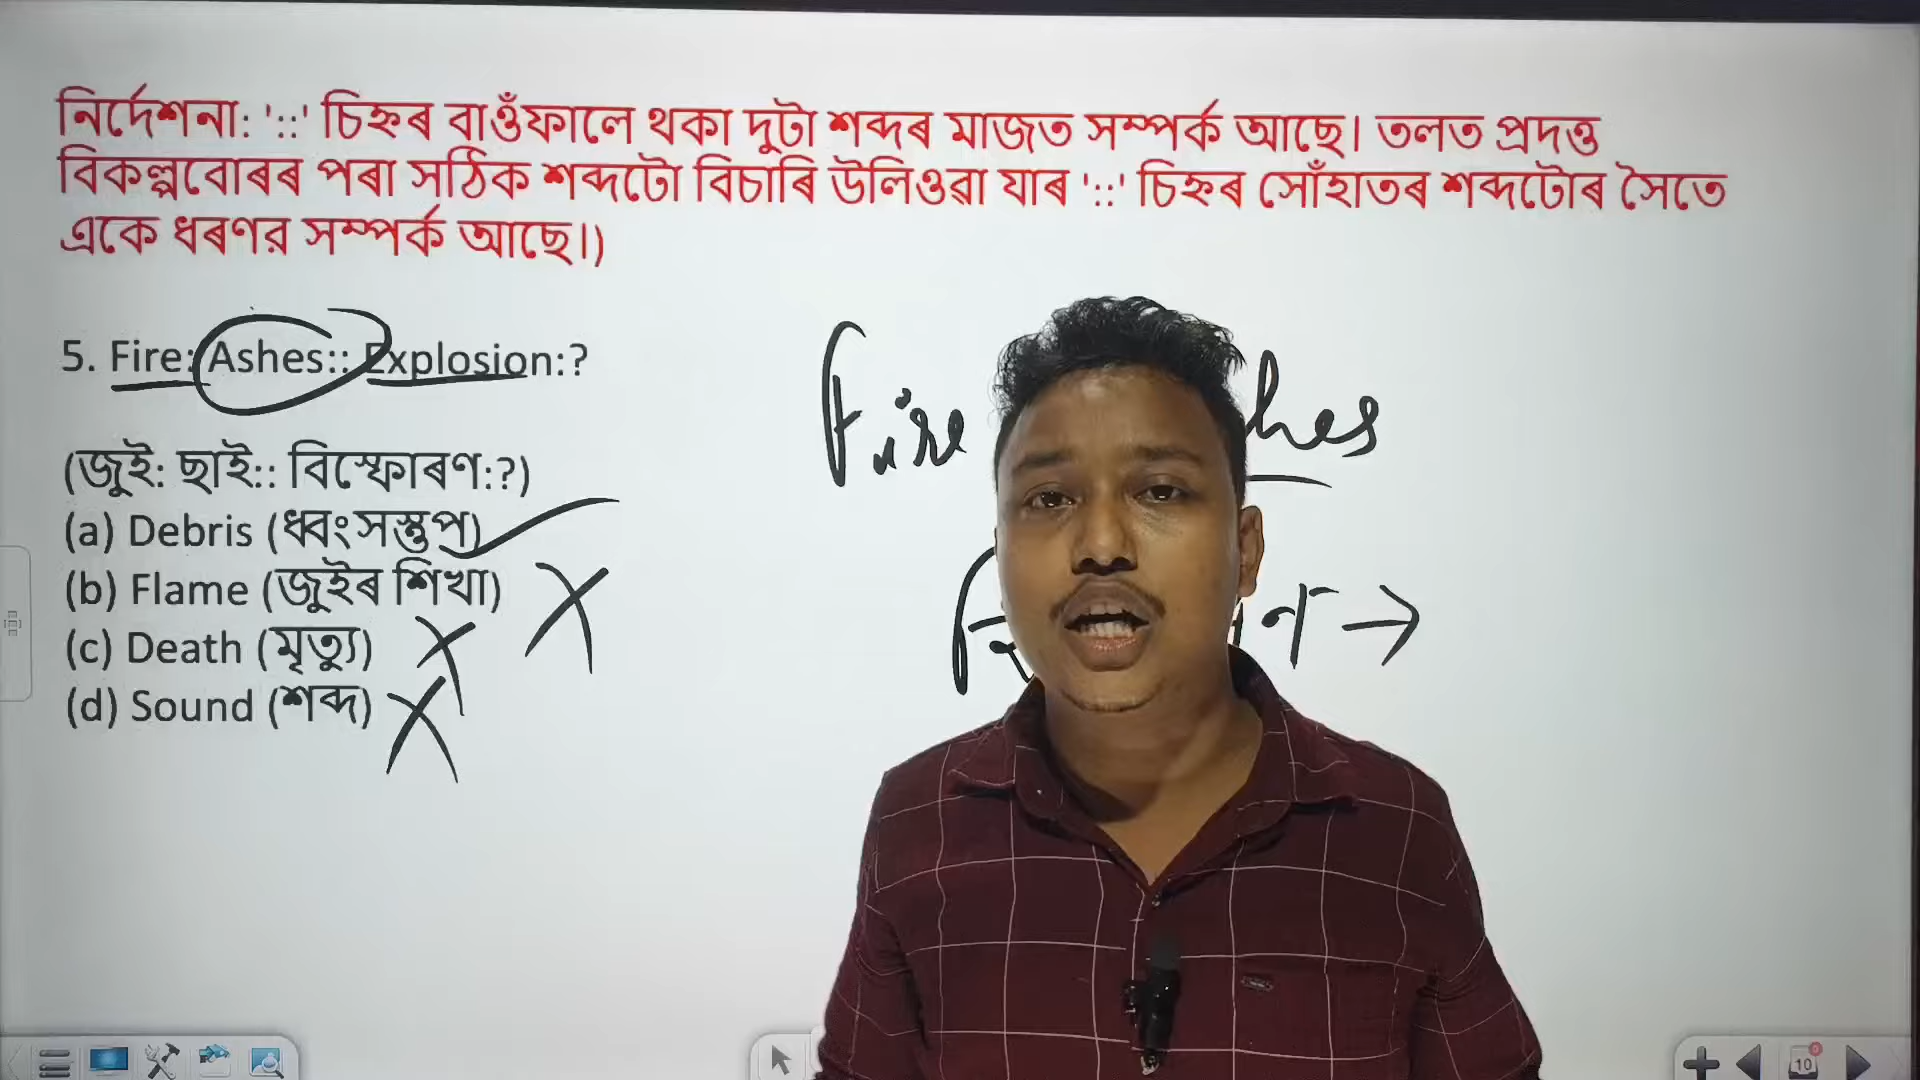 নিৰ্দেশনা: '::' চিহ্নৰ বাওঁফালে থকা দুটা শব্দৰ মাজত সম্পৰ্ক আছে। তলত প্ৰদত্ত
বিকল্পবোৰৰ পৰা সঠিক শব্দটো বিচাৰি উলিওৱা যাৰ '::' চিহ্নৰ সোঁহাতৰ শব্দটোৰ সৈতে
একে ধৰণর সম্পৰ্ক আছে।)
5. Fire: Ashes:: Explosion:?
(জুই: ছাই:: বিস্ফোৰণ:?)
(a) Debris (ধ্বংসস্তুপ)
(b) Flame (জুইৰ শিখা)
(c) Death (মৃত্যু)
(d) Sound (শব্দ)
Fire
10